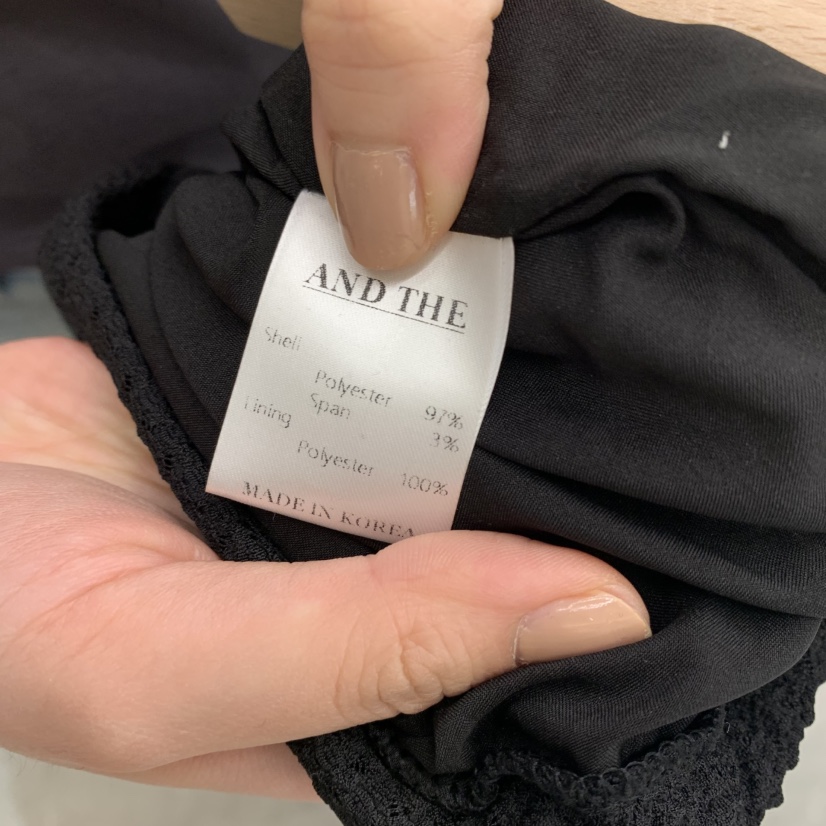 AND THE
Shell
Polyester 97%
Span 3%
Lining
Polyester 100%
MADE IN KOREA